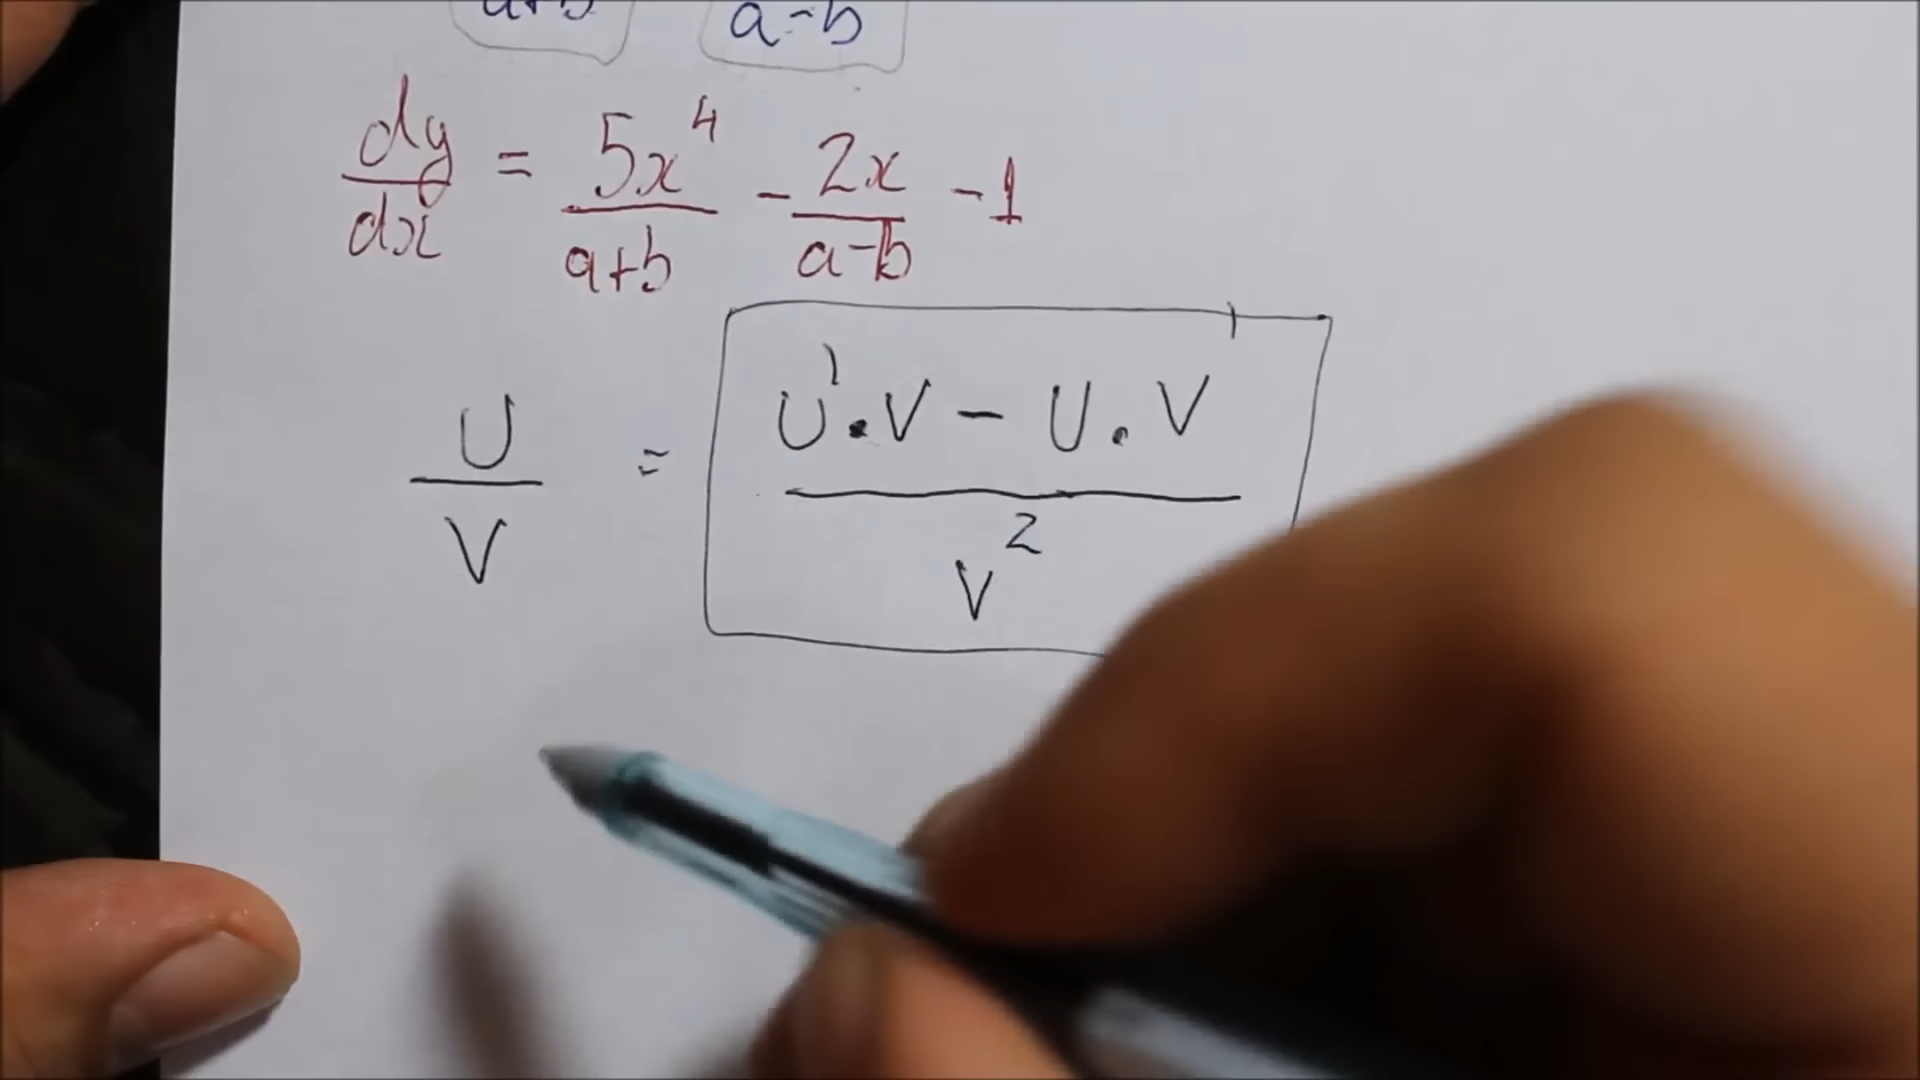 a+b a-b
dy/dx = 5x^4/(a+b) - 2x/(a-b) - 1
U/V = (U'·V - U·V')/V^2